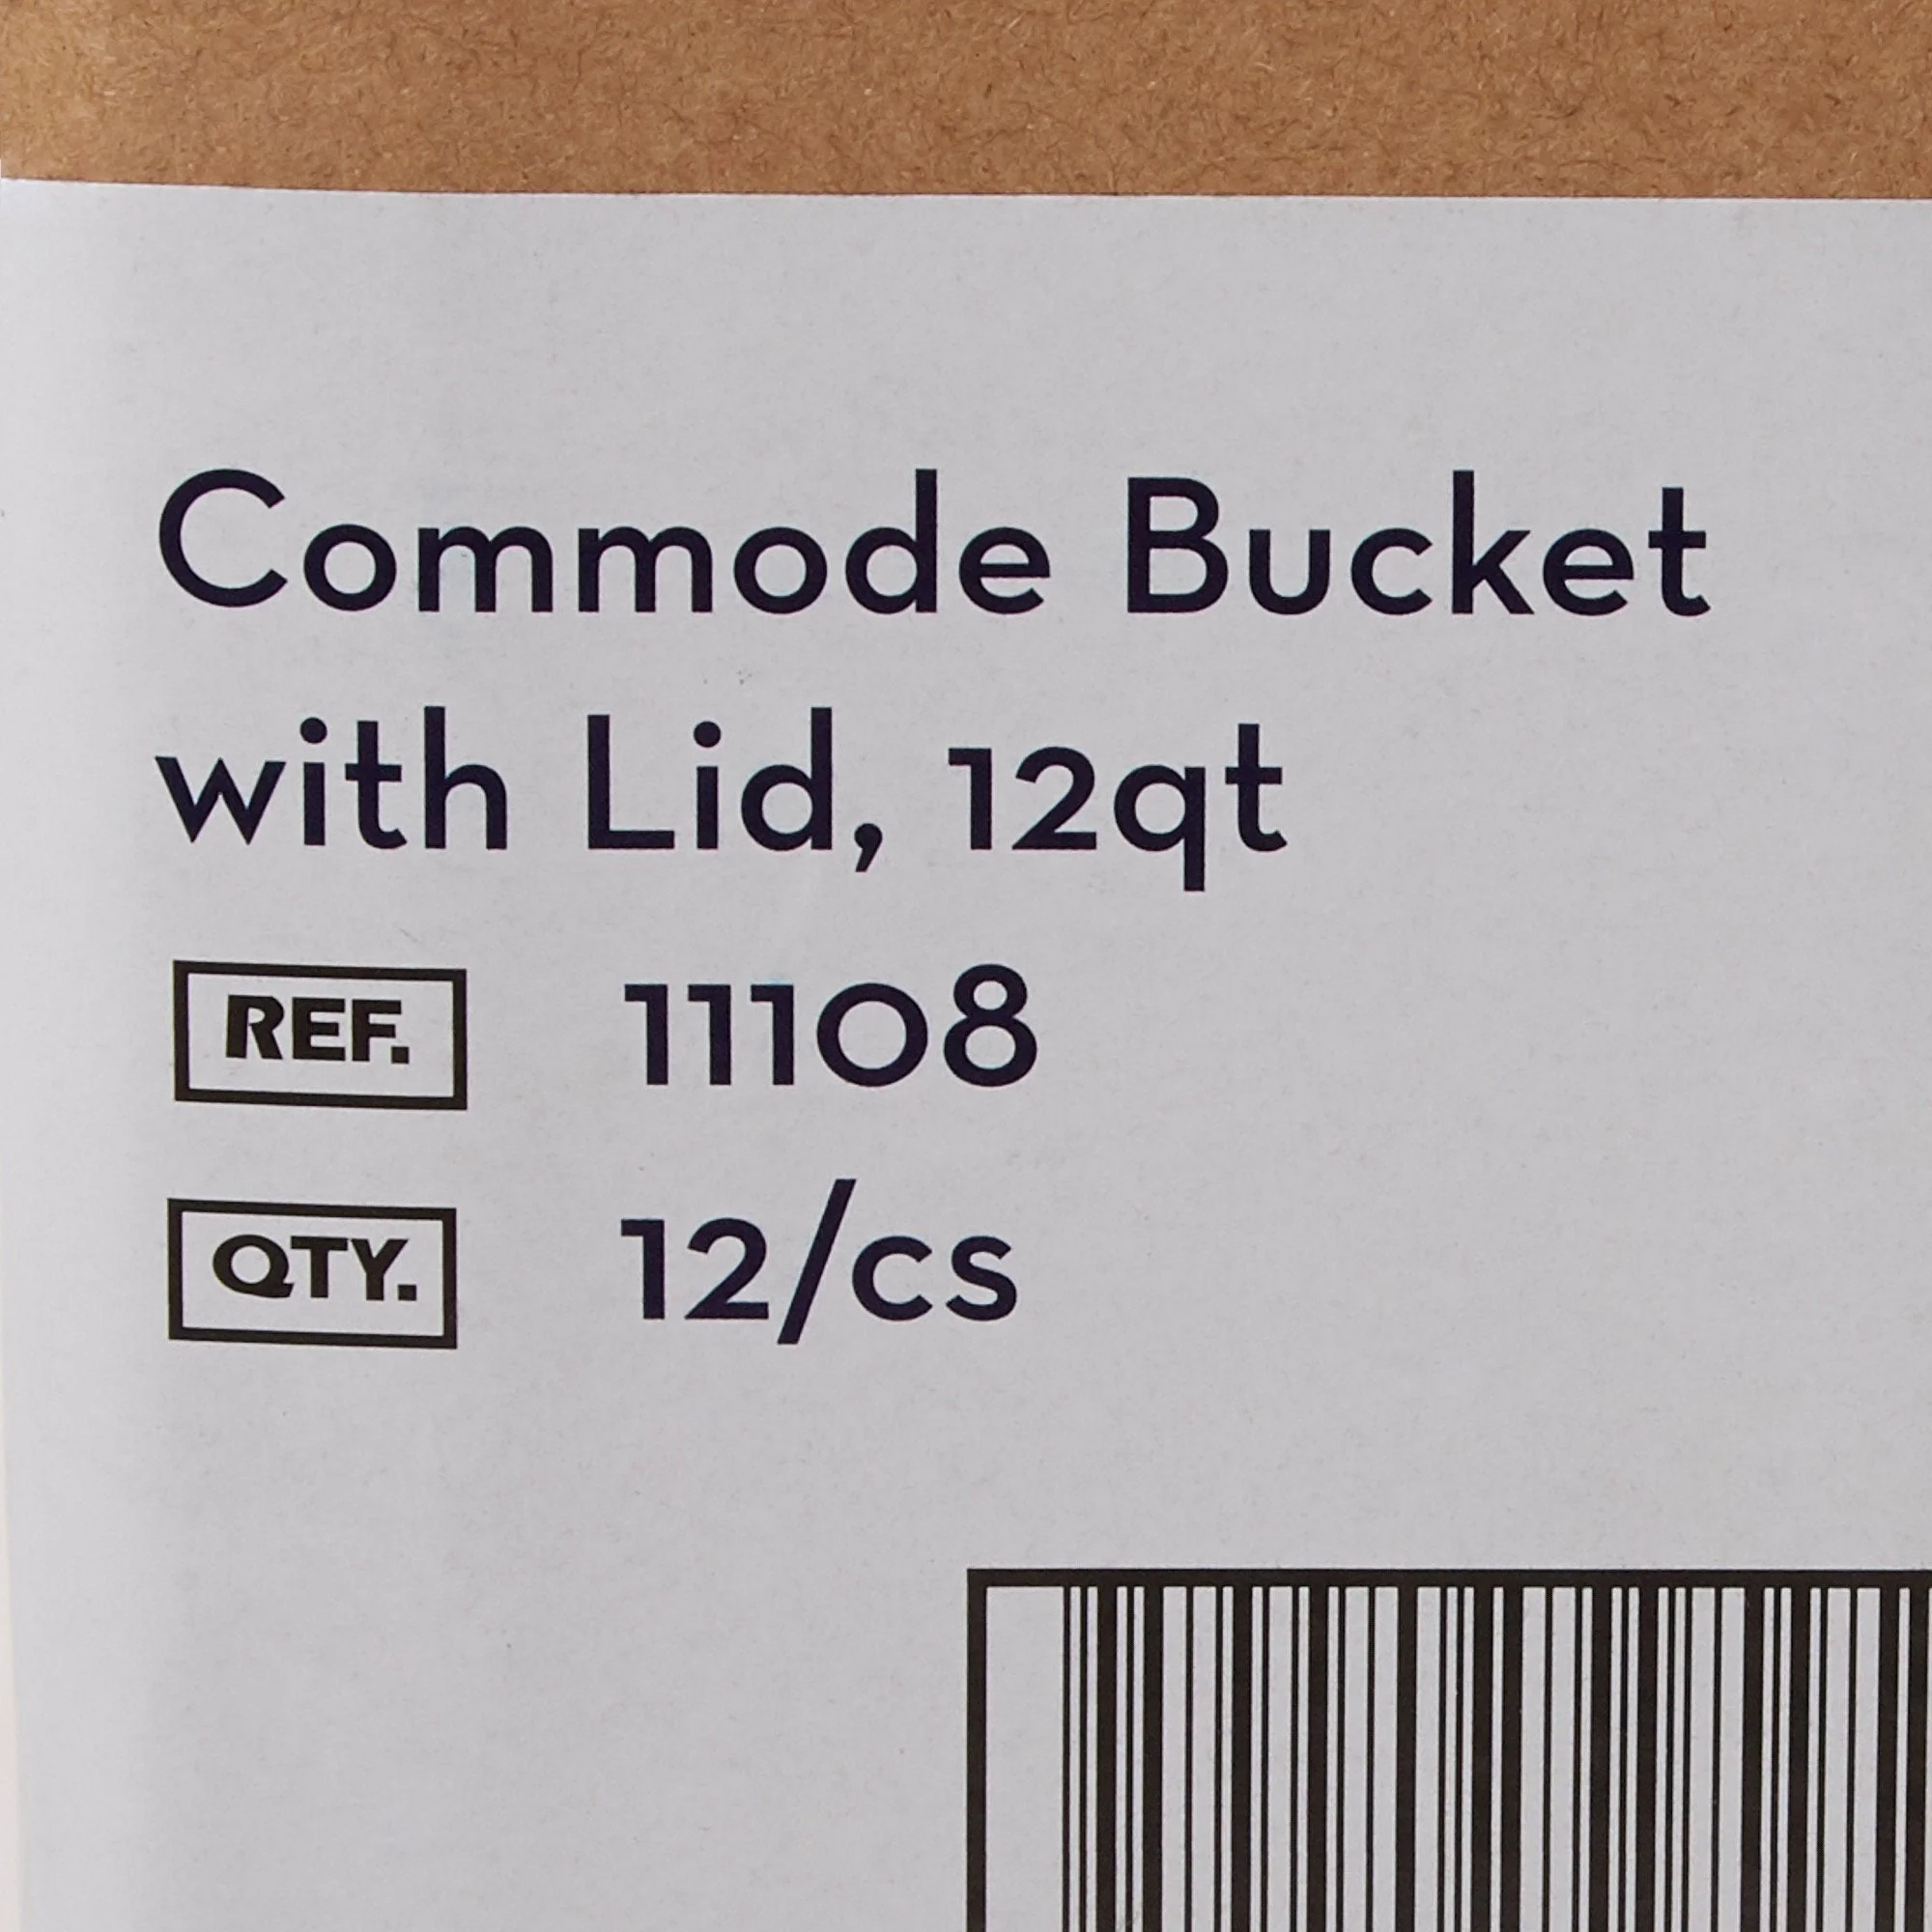 Commode Bucket
with Lid, 12qt
REF. 11108
QTY. 12/cs